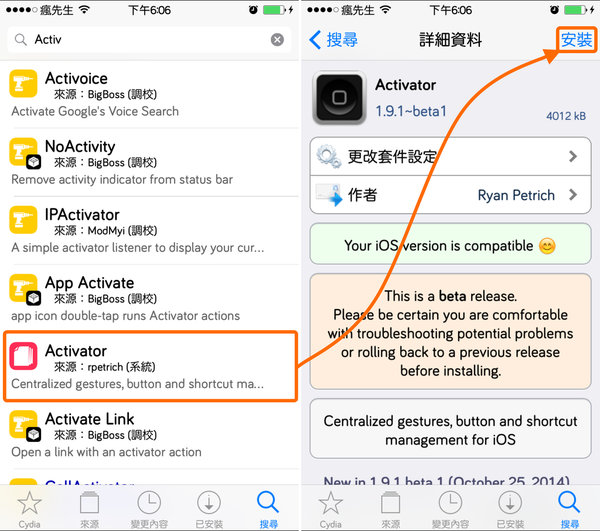 瘋先生
下午6:06
Activ
Activoice
來源：BigBoss (調校)
Activate Google's Voice Search
NoActivity
來源：BigBoss (調校)
Remove activity indicator from status bar
IPActivator
來源：ModMyi (調校)
A simple activator listener to display your cur...
App Activate
來源：BigBoss (調校)
app icon double-tap runs Activator actions
Activator
來源：rpetrich (系統)
Centralized gestures, button and shortcut ma...
Activate Link
來源：BigBoss (調校)
Open a link with an activator action
CallActivator
Cydia
來源
變更內容
已安裝
搜尋
瘋先生
下午6:06
搜尋
詳細資料
安裝
Activator
1.9.1~beta1
4012 kB
更改套件設定
作者
Ryan Petrich
Your iOS version is compatible 😊
This is a beta release.
Please be certain you are comfortable
with troubleshooting potential problems
or rolling back to a previous release
before installing.
Centralized gestures, button and shortcut
management for iOS
New in 1.9.1 beta 1 (October 25, 2014)
Cydia
來源
變更內容
已安裝
搜尋